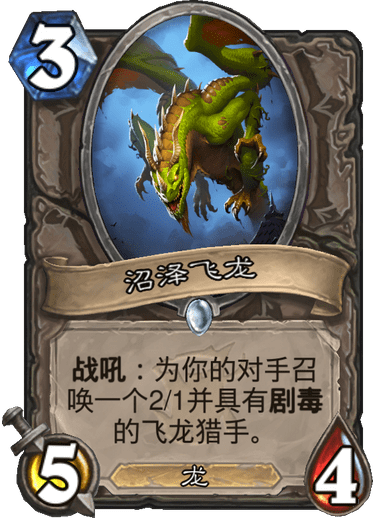 3
沼泽飞龙
战吼：为你的对手召
唤一个2/1并具有剧毒
的飞龙猎手。
5
龙
4